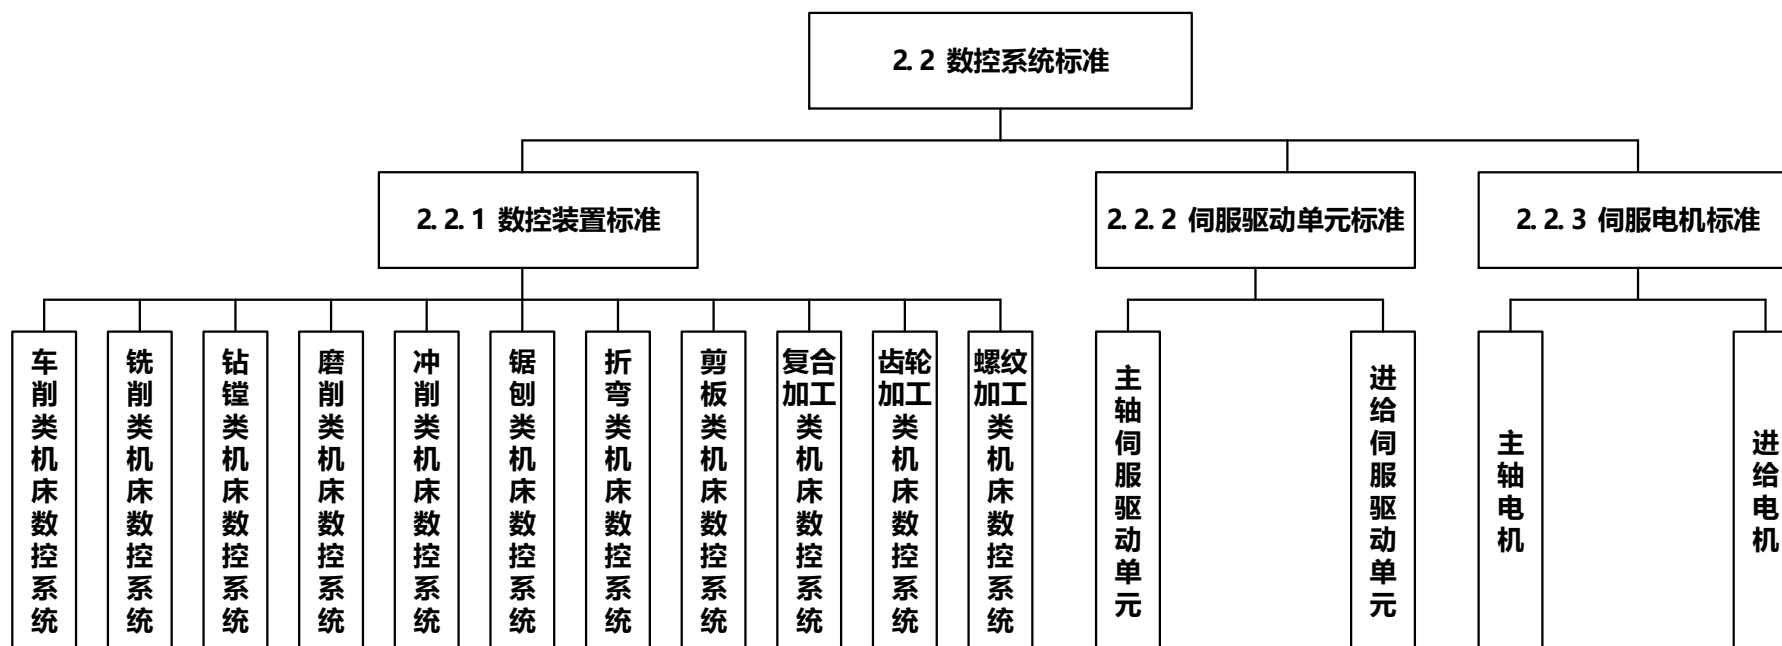 2.2 数控系统标准
2.2.1 数控装置标准
2.2.2 伺服驱动单元标准
2.2.3 伺服电机标准
车削类机床数控系统
铣削类机床数控系统
钻镗类机床数控系统
磨削类机床数控系统
冲削类机床数控系统
锯刨类机床数控系统
折弯类机床数控系统
剪板类机床数控系统
复合加工类机床数控系统
齿轮加工类机床数控系统
螺纹加工类机床数控系统
主轴伺服驱动单元
进给伺服驱动单元
主轴电机
进给电机